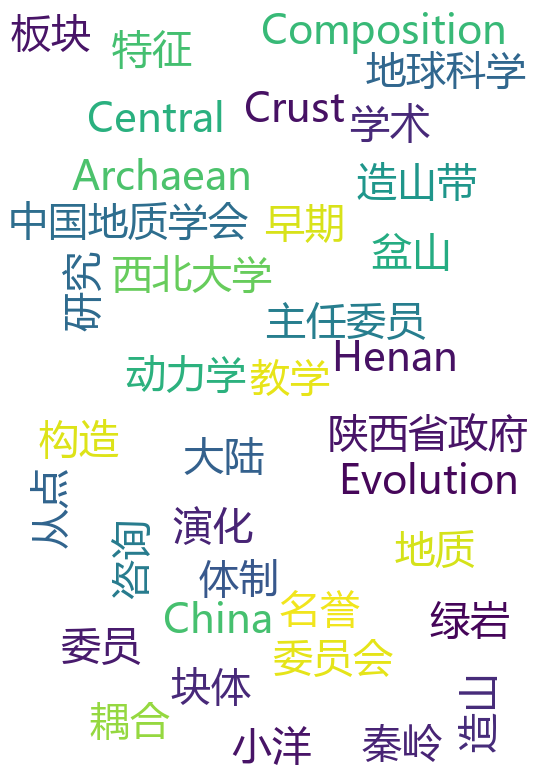 板块
特征
Composition
地球科学
Central
Crust
学术
Archaean
造山带
中国地质学会
早期
盆山
研究
西北大学
主任委员
动力学
教学
Henan
构造
大陆
陕西省政府
Evolution
从点
演化
咨询
体制
地质
China
名誉
绿岩
委员
委员会
块体
耦合
小洋
秦岭
造山